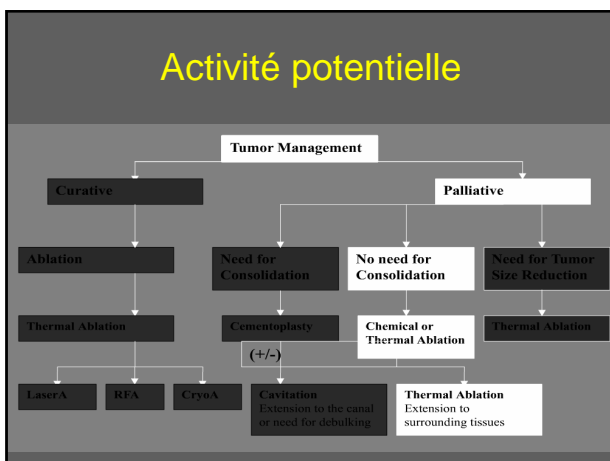 Activité potentielle
Tumor Management
Curative
Palliative
Ablation
Need for
Consolidation
No need for
Consolidation
Need for Tumor
Size Reduction
Thermal Ablation
Cementoplasty
Chemical or
Thermal Ablation
Thermal Ablation
(+/-)
LaserA
RFA
CryoA
Cavitation
Extension to the canal
or need for debulking
Thermal Ablation
Extension to
surrounding tissues